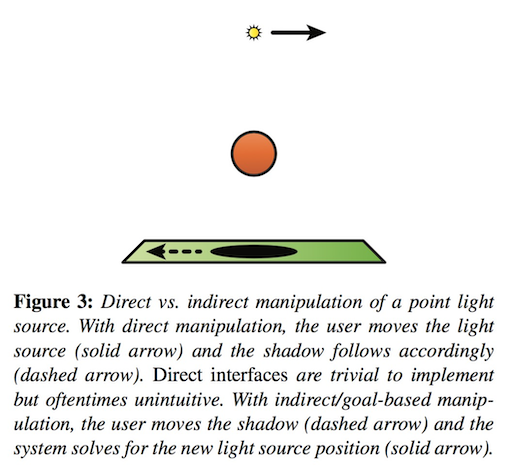 Figure 3: Direct vs. indirect manipulation of a point light
source. With direct manipulation, the user moves the light
source (solid arrow) and the shadow follows accordingly
(dashed arrow). Direct interfaces are trivial to implement
but oftentimes unintuitive. With indirect/goal-based manip-
ulation, the user moves the shadow (dashed arrow) and the
system solves for the new light source position (solid arrow).